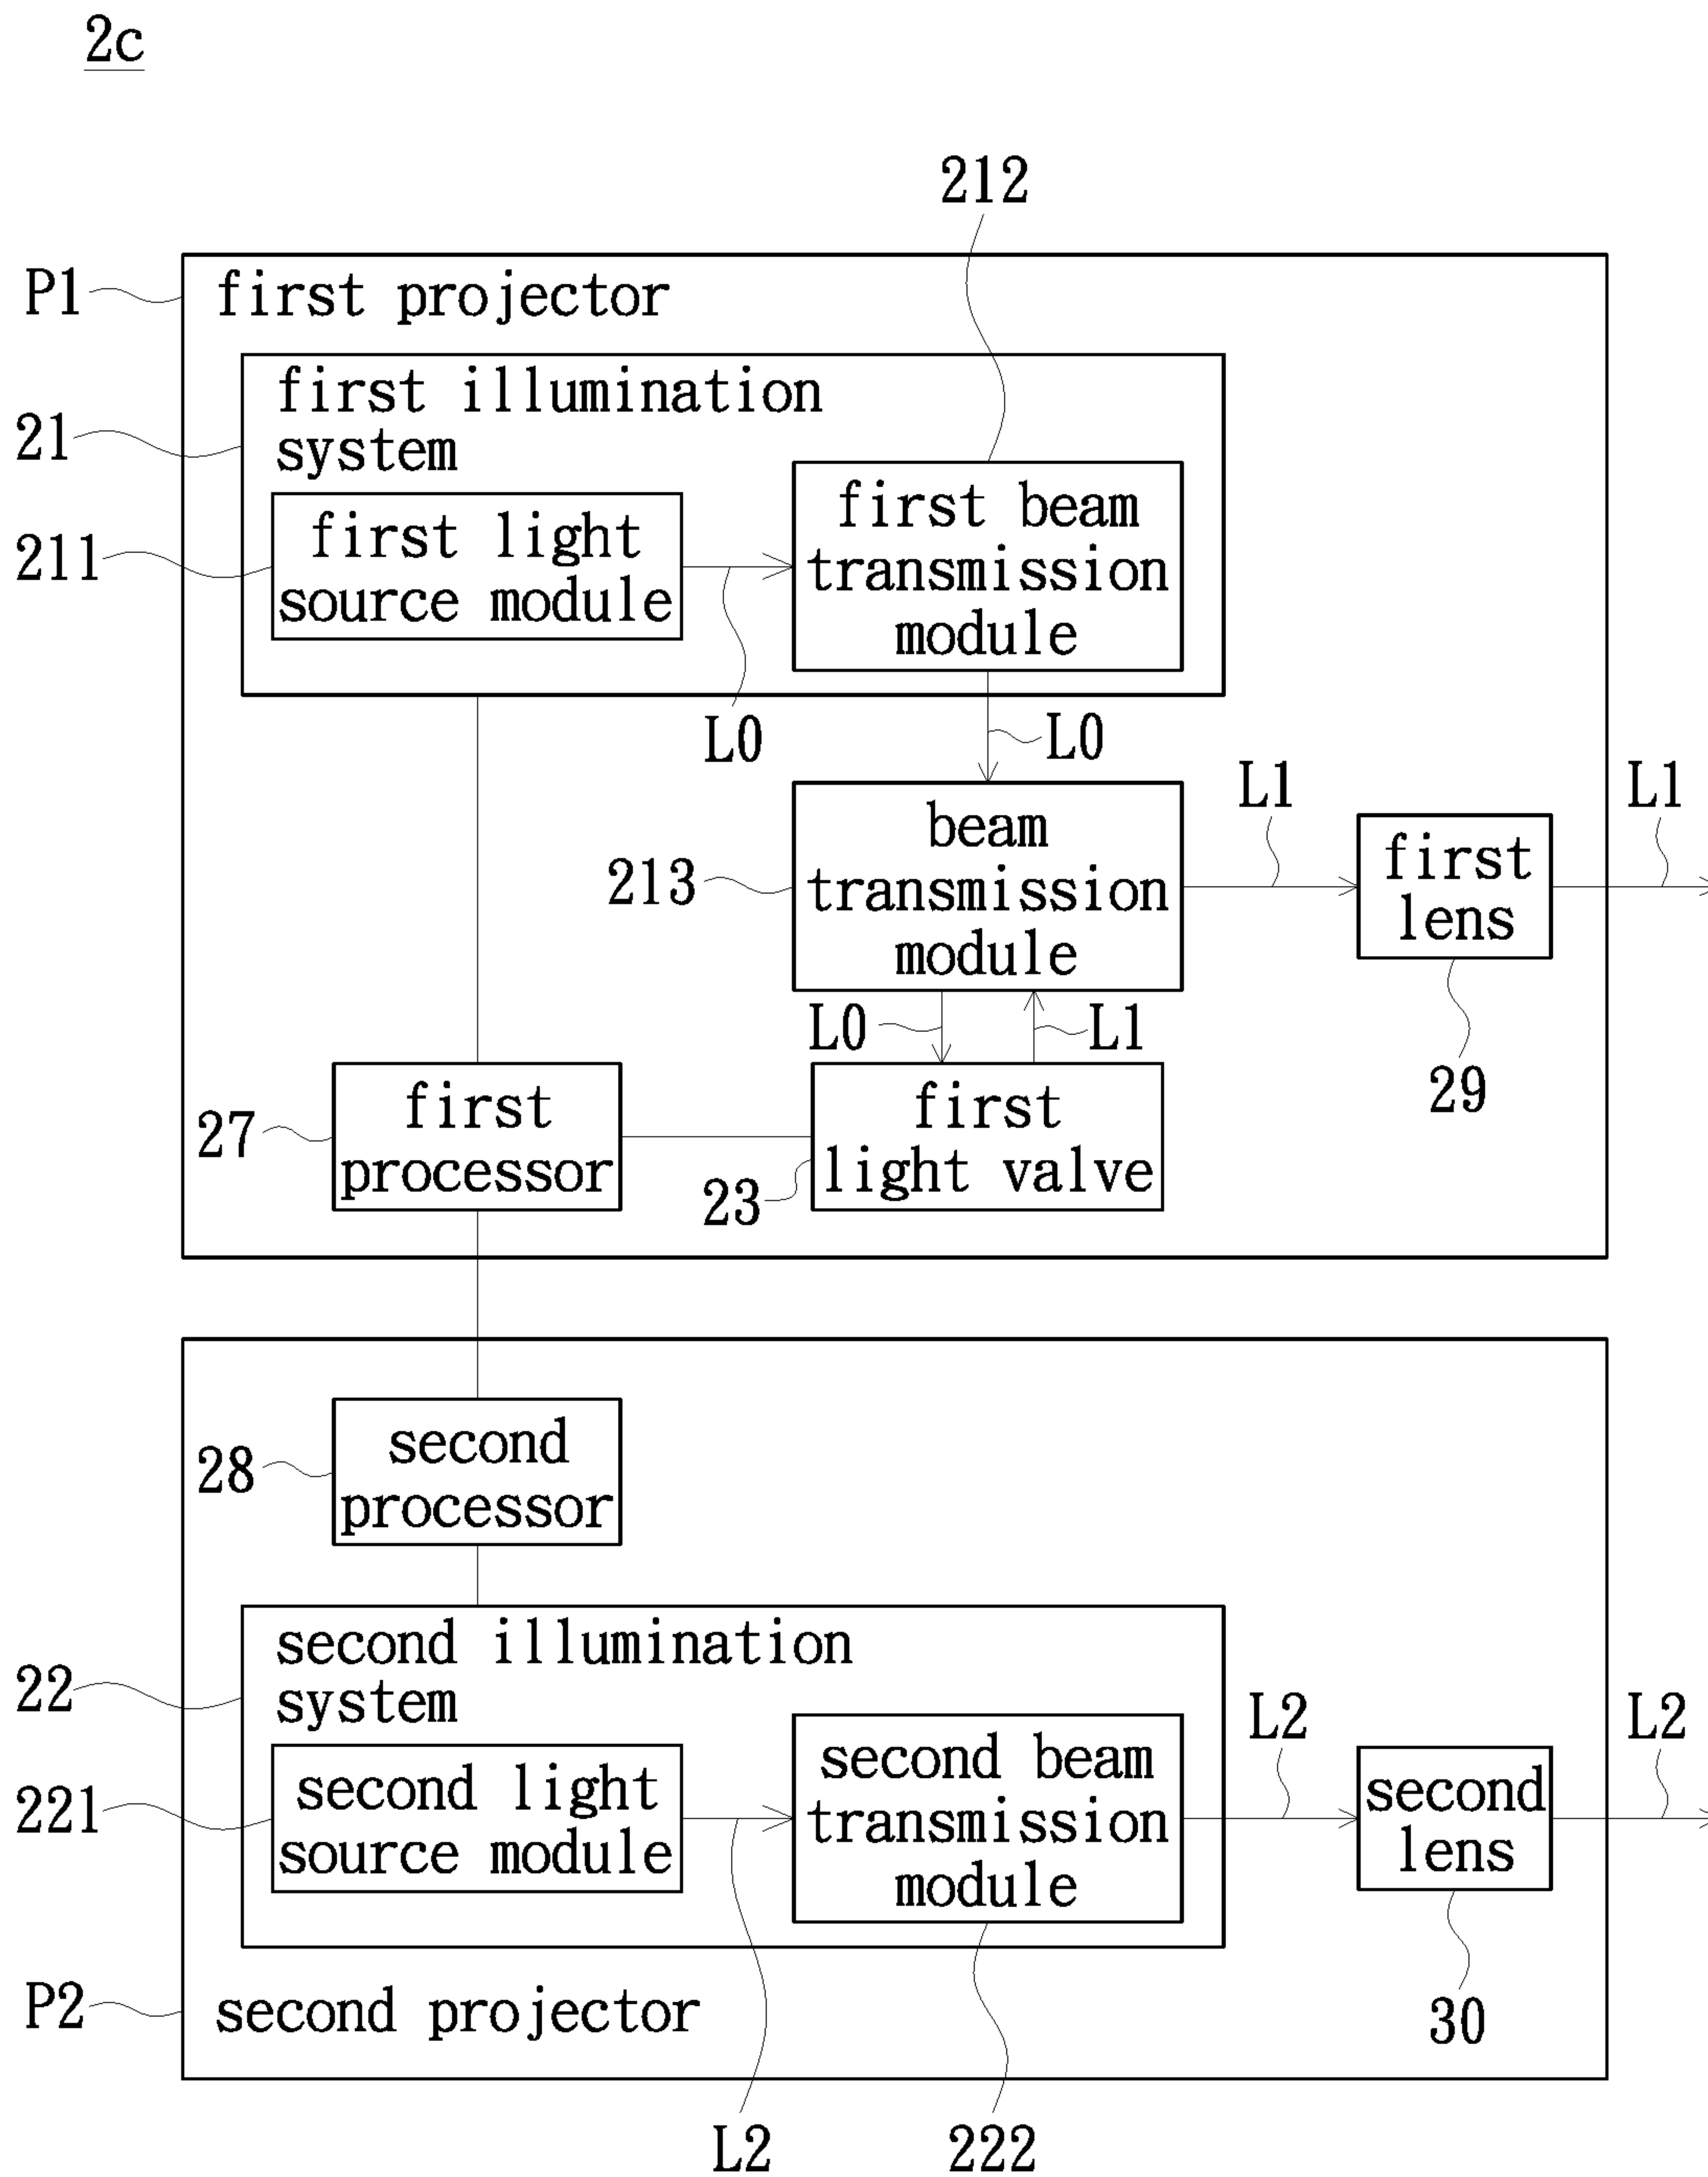 2c
212
P1
first projector
first illumination
system
21
211
first light
source module
first beam
transmission
module
L0
L0
L1
L1
213
beam
transmission
module
first
lens
L0
L1
29
27
first
processor
23
first
light valve
28
second
processor
22
second illumination
system
221
second light
source module
second beam
transmission
module
L2
L2
second
lens
P2
second projector
30
L2
222